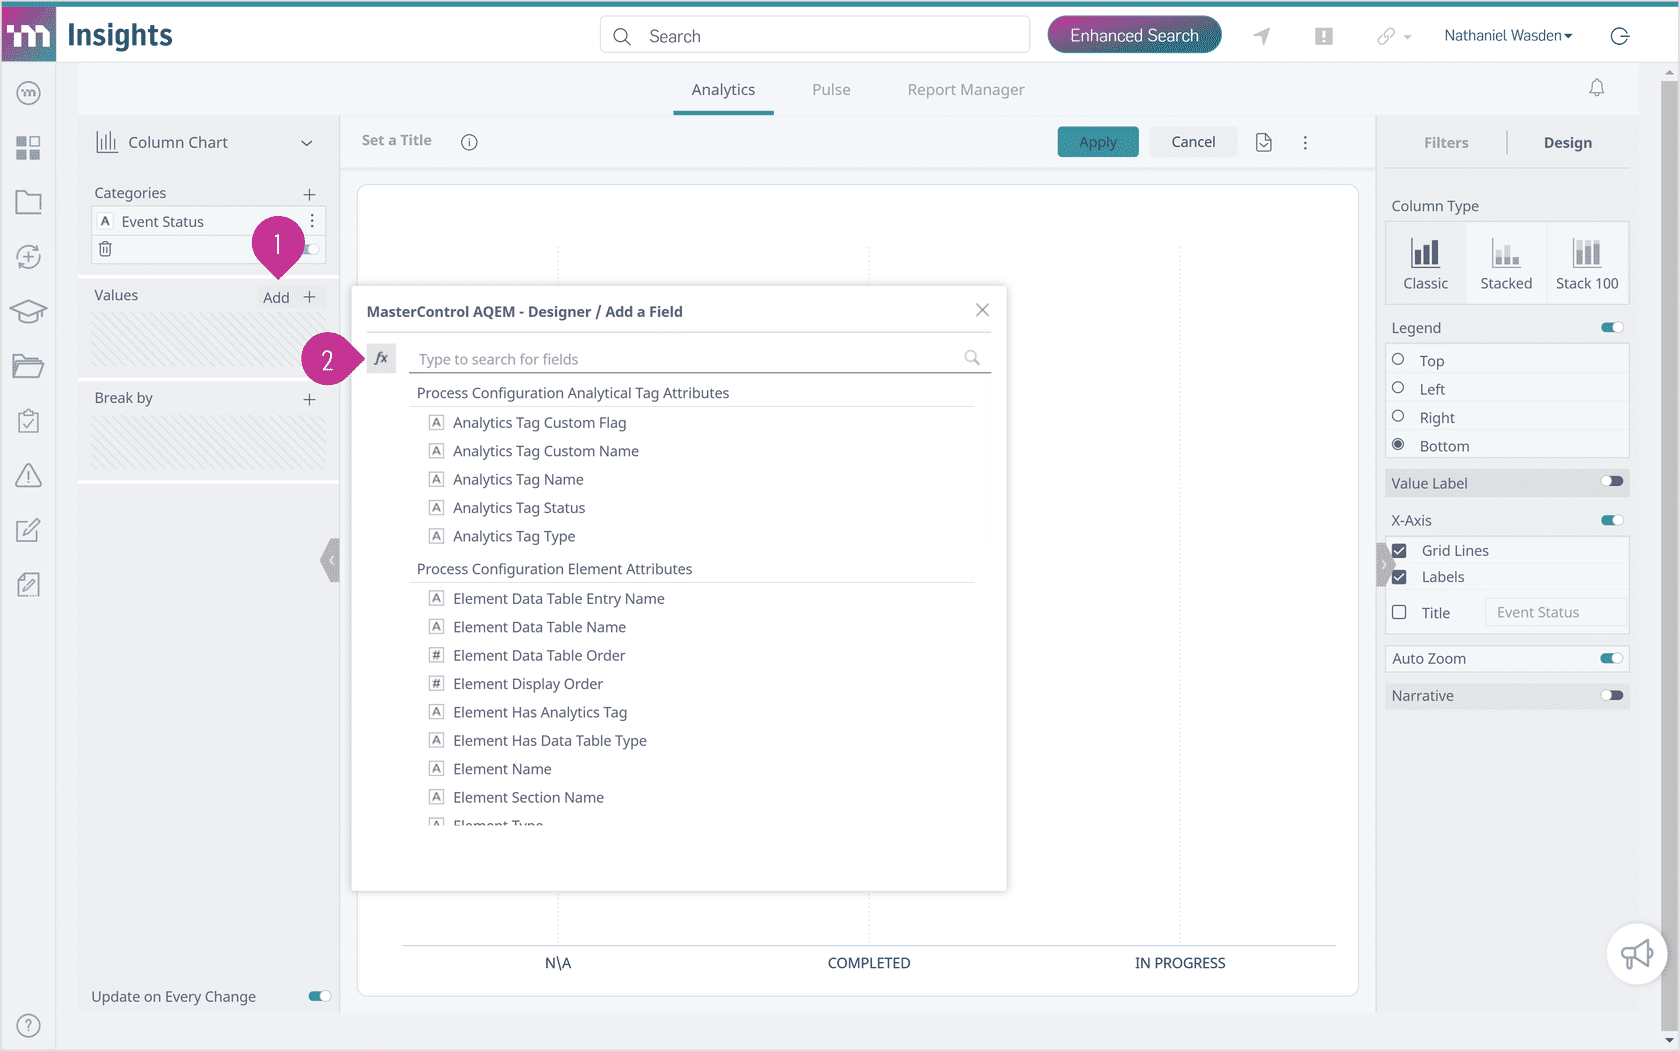 Insights
Search
Enhanced Search
Nathaniel Wasden
Analytics
Pulse
Report Manager
Column Chart
Set a Title
Apply
Cancel
Filters
Design
Categories
A Event Status
1
Values
Add +
Break by
Update on Every Change
MasterControl AQEM - Designer / Add a Field
2
fx
Type to search for fields
Process Configuration Analytical Tag Attributes
A Analytics Tag Custom Flag
A Analytics Tag Custom Name
A Analytics Tag Name
A Analytics Tag Status
A Analytics Tag Type
Process Configuration Element Attributes
A Element Data Table Entry Name
A Element Data Table Name
# Element Data Table Order
# Element Display Order
A Element Has Analytics Tag
A Element Has Data Table Type
A Element Name
A Element Section Name
A Element Type
N\A
COMPLETED
IN PROGRESS
Column Type
Classic
Stacked
Stack 100
Legend
Top
Left
Right
Bottom
Value Label
X-Axis
Grid Lines
Labels
Title
Event Status
Auto Zoom
Narrative